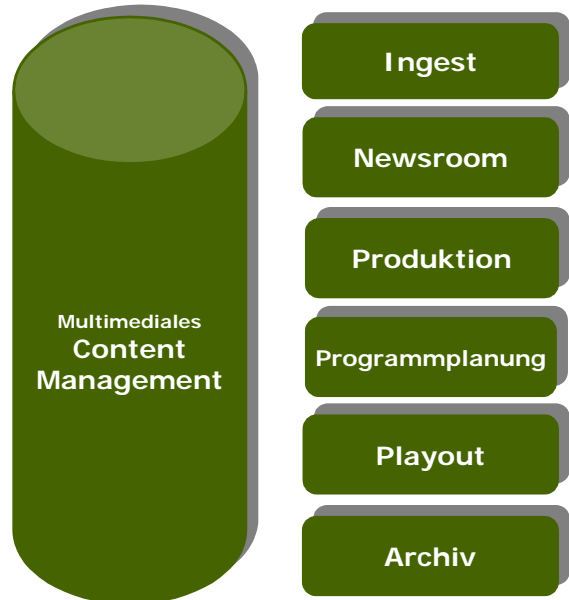 Multimediales
Content
Management
Ingest
Newsroom
Produktion
Programmplanung
Playout
Archiv